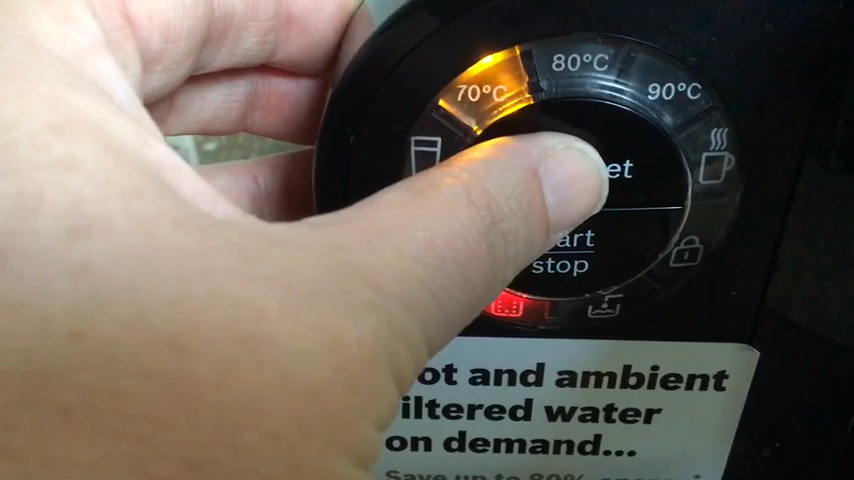 70°C
80°C
90°C
et
art
stop
ot and ambient
iltered water
on demand...
Save up to 80%